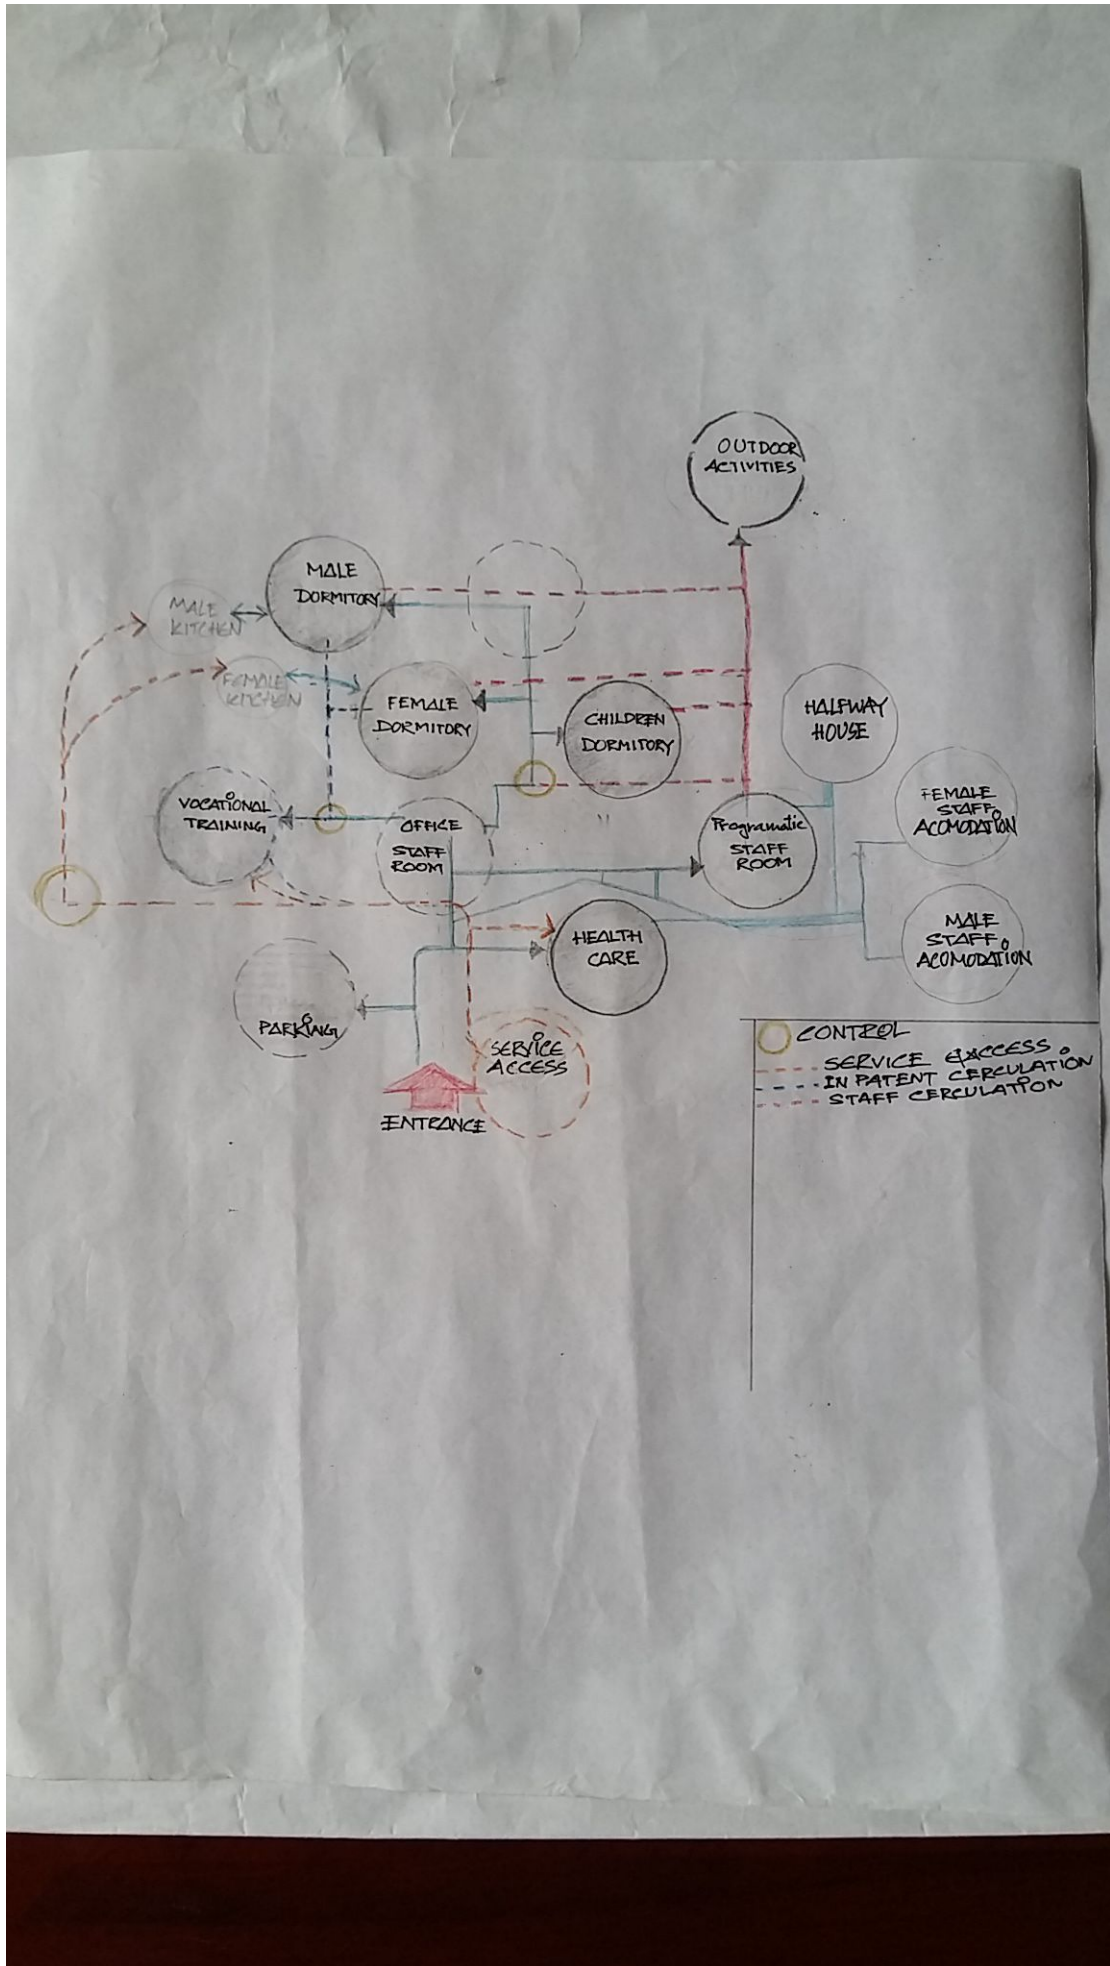 OUTDOOR
ACTIVITIES
MALE
DORMITORY
MALE
KITCHEN
FEMALE
KITCHEN
FEMALE
DORMITORY
CHILDREN
DORMITORY
HALFWAY
HOUSE
VOCATIONAL
TRAINING
OFFICE
STAFF
ROOM
Programatic
STAFF
ROOM
FEMALE
STAFF
ACOMODATION
MALE
STAFF
ACOMODATION
HEALTH
CARE
PARKING
SERVICE
ACCESS
ENTRANCE
CONTROL
SERVICE ACCESS
IN PATENT CERCULATION
STAFF CERCULATION